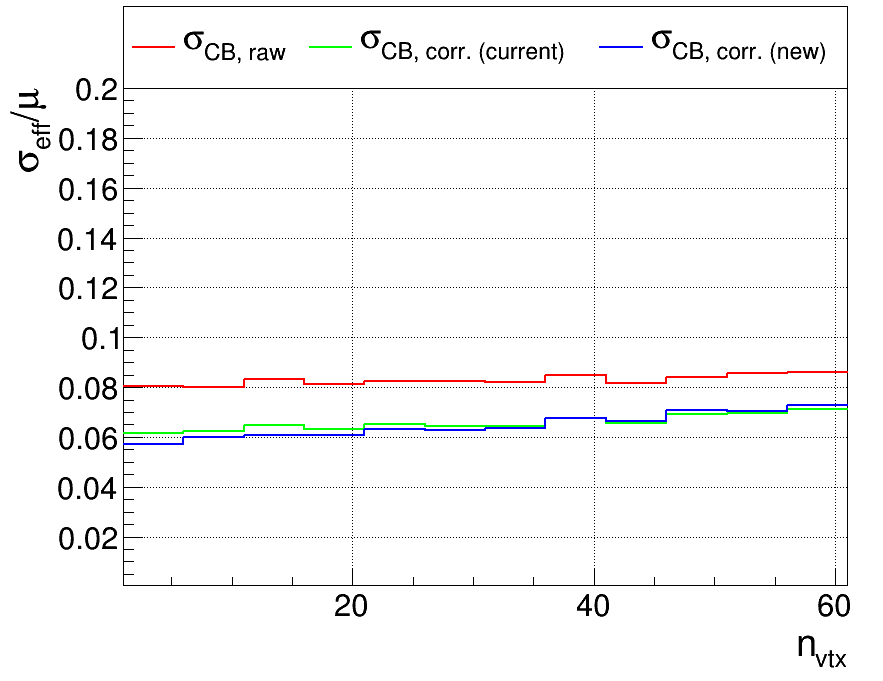 σCB, raw σCB, corr. (current) σCB, corr. (new)
σeff/μ
0.2
0.18
0.16
0.14
0.12
0.1
0.08
0.06
0.04
0.02
20 40 60
nvtx